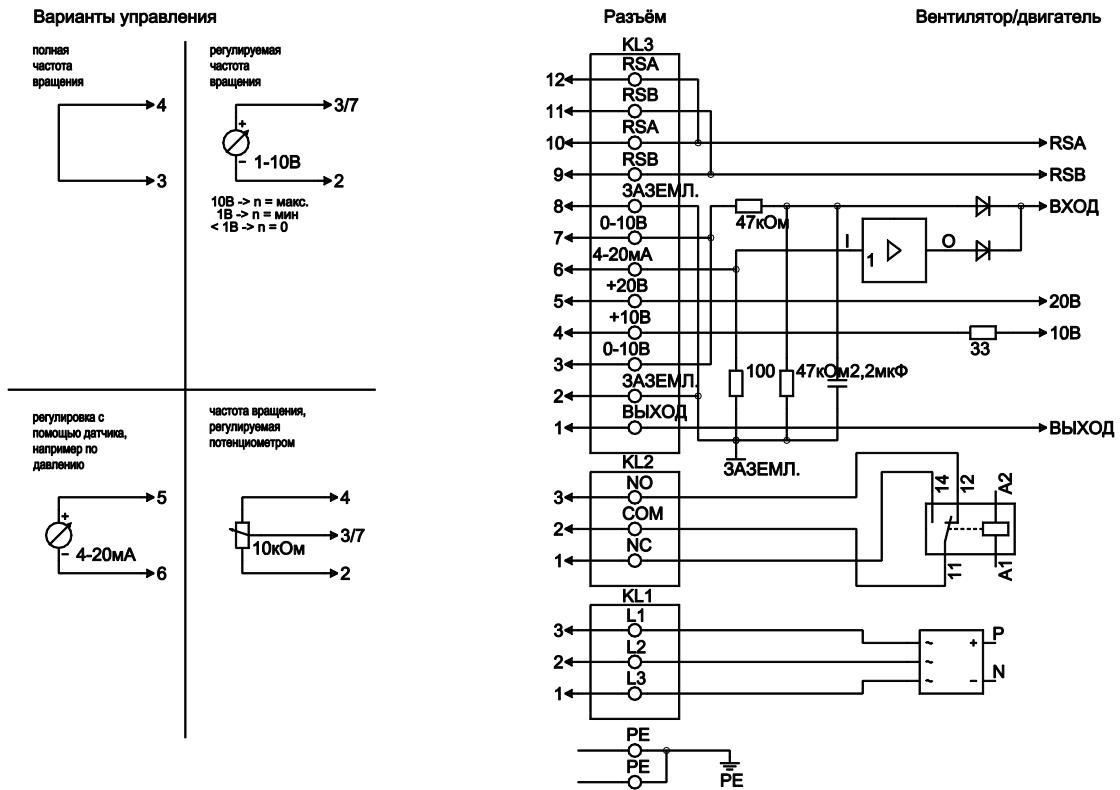 Варианты управления
полная
частота
вращения
4
3
регулируемая
частота
вращения
3/7
+
−
1-10В
2
10В -> n = макс.
1В -> n = мин
< 1В -> n = 0
регулировка с
помощью датчика,
например по
давлению
5
+
−
4-20мА
6
частота вращения,
регулируемая
потенциометром
4
3/7
10кОм
2
Разъём
Вентилятор/двигатель
KL3
RSA
12
RSB
11
RSA
10
RSA
RSB
9
RSB
ЗАЗЕМЛ.
8
47кОм
ВХОД
0-10В
7
I
1
O
4-20мА
6
+20В
5
20В
+10В
4
33
10В
0-10В
3
100
47кОм
2,2мкФ
ЗАЗЕМЛ.
2
ВЫХОД
1
ВЫХОД
ЗАЗЕМЛ.
KL2
NO
3
COM
2
NC
1
14
12
A2
11
A1
KL1
L1
3
L2
2
L3
1
~
~
~
+
−
P
N
PE
PE
PE